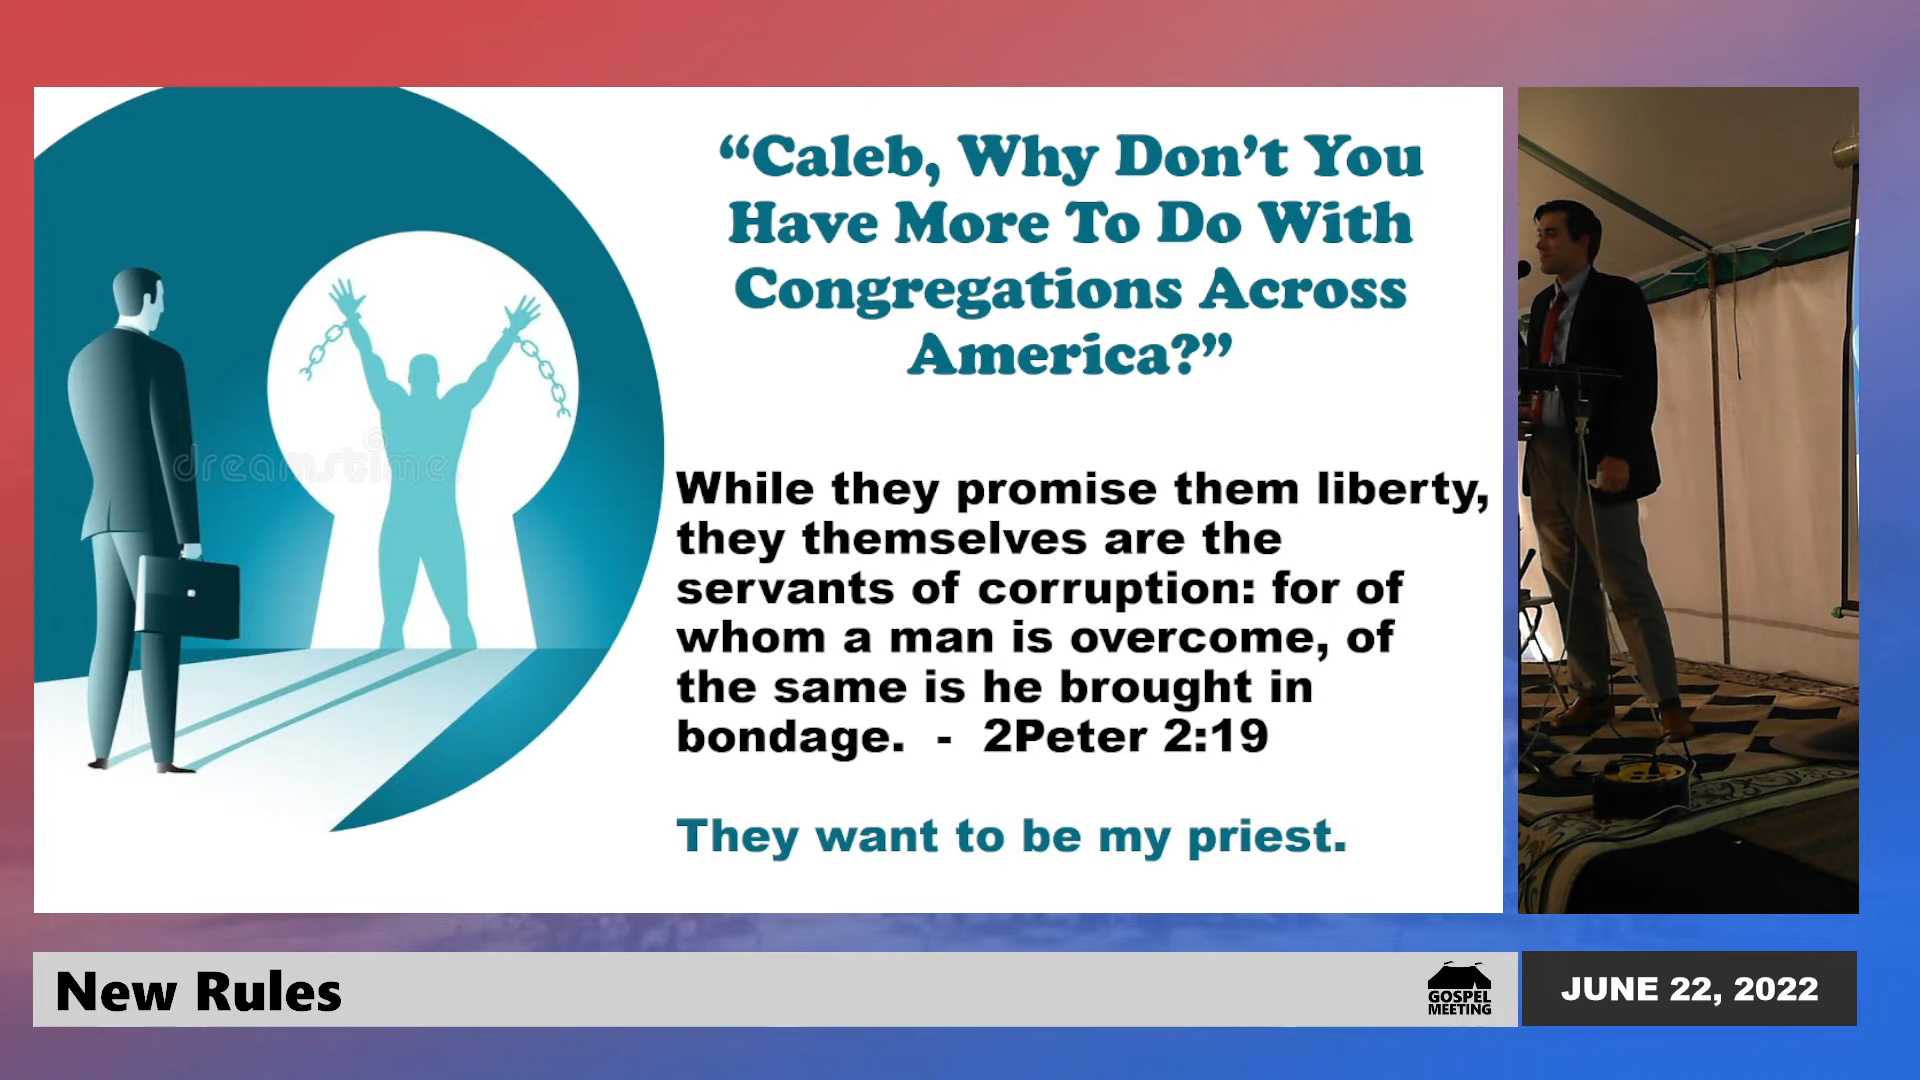 “Caleb, Why Don’t You
Have More To Do With
Congregations Across
America?”
dreamstime
While they promise them liberty,
they themselves are the
servants of corruption: for of
whom a man is overcome, of
the same is he brought in
bondage.  -  2Peter 2:19
They want to be my priest.
New Rules
GOSPEL
MEETING
JUNE 22, 2022